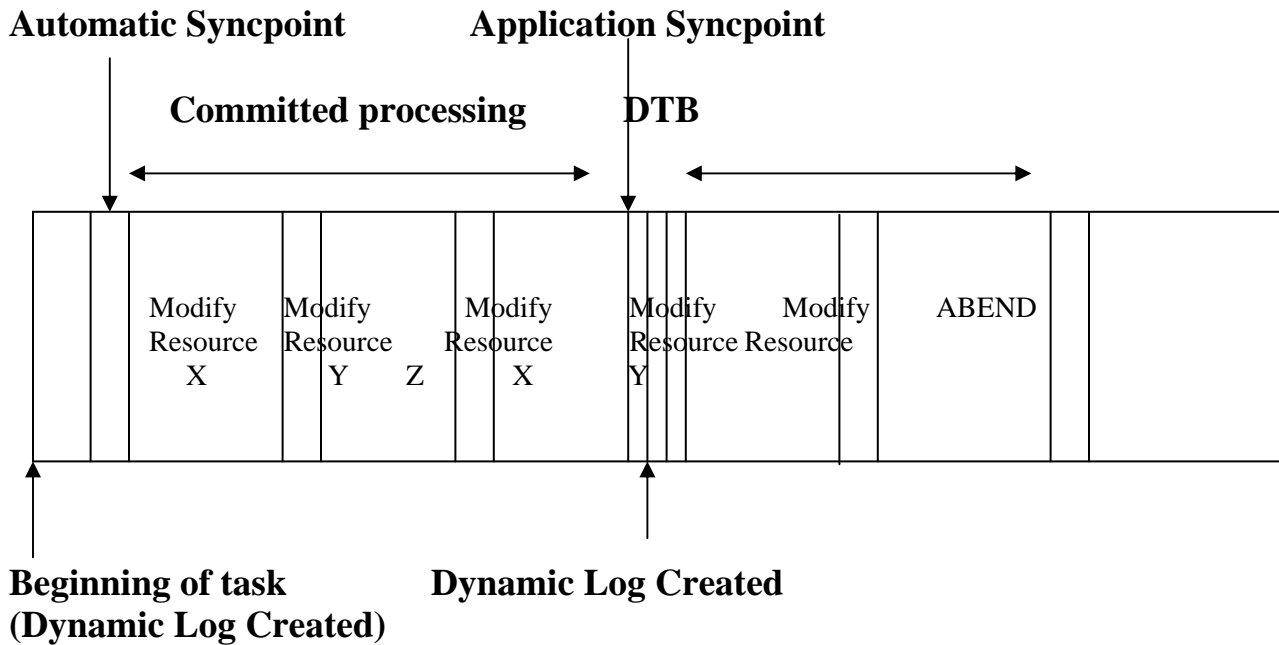 Automatic Syncpoint Application Syncpoint
Committed processing DTB
Modify Modify Modify Modify Modify ABEND
Resource Resource Resource Resource Resource
X Y Z X Y
Beginning of task Dynamic Log Created
(Dynamic Log Created)